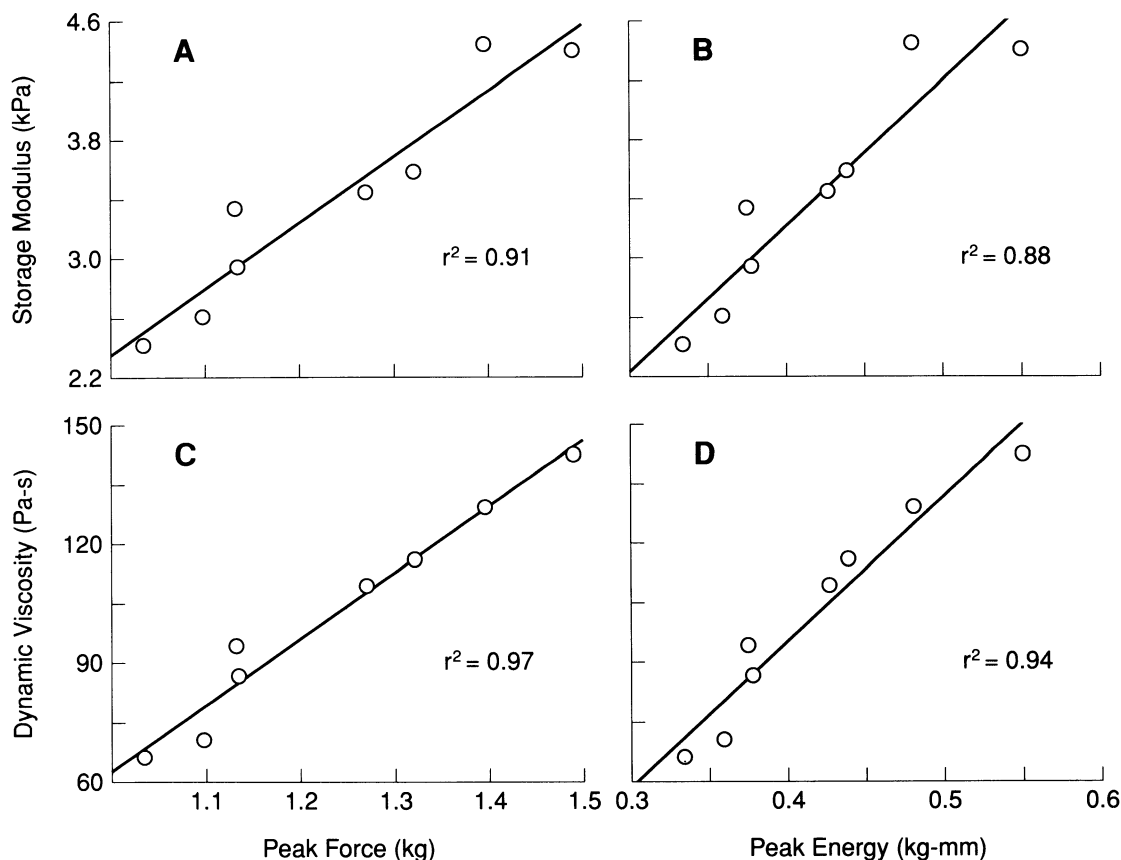 A
B
Storage Modulus (kPa)
4.6
3.8
3.0
2.2
r² = 0.91
r² = 0.88
C
D
Dynamic Viscosity (Pa-s)
150
120
90
60
r² = 0.97
r² = 0.94
1.1 1.2 1.3 1.4 1.5
0.3 0.4 0.5 0.6
Peak Force (kg)
Peak Energy (kg-mm)